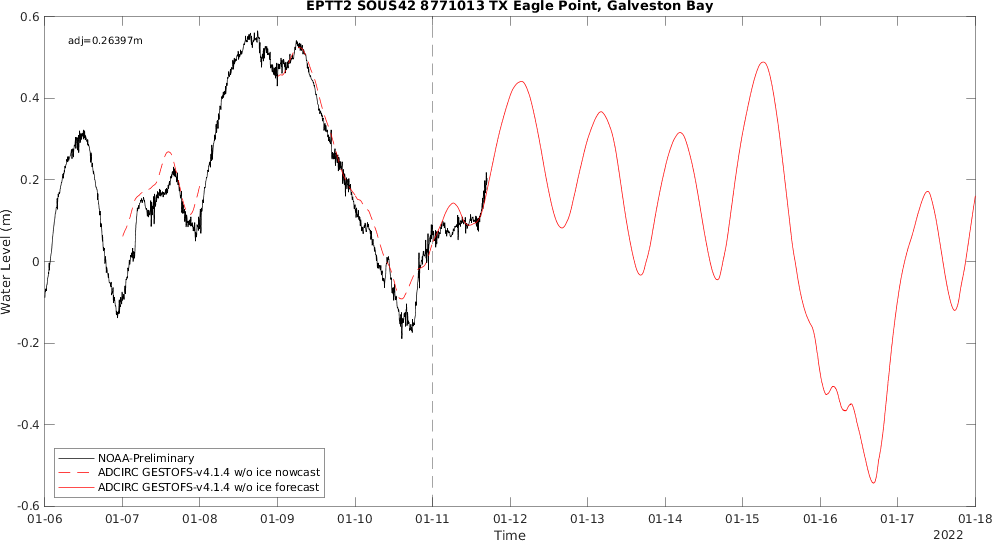 EPTT2 SOUS42 8771013 TX Eagle Point, Galveston Bay
adj=0.26397m
0.6
0.4
0.2
0
-0.2
-0.4
-0.6
Water Level (m)
NOAA-Preliminary
ADCIRC GESTOFS-v4.1.4 w/o ice nowcast
ADCIRC GESTOFS-v4.1.4 w/o ice forecast
01-06 01-07 01-08 01-09 01-10 01-11 01-12 01-13 01-14 01-15 01-16 01-17 01-18
Time
2022